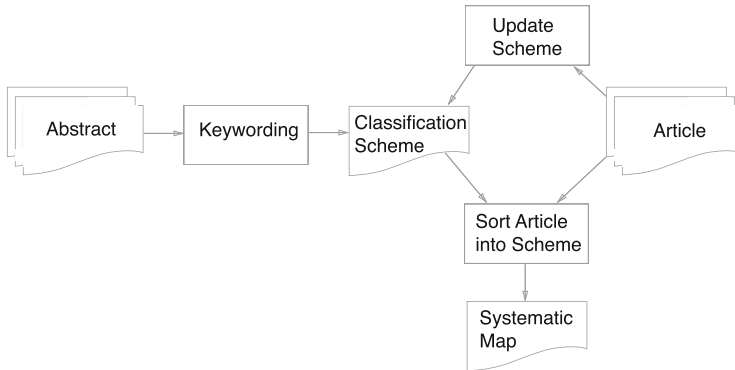 Update
Scheme
Abstract
Keywording
Classification
Scheme
Article
Sort Article
into Scheme
Systematic
Map